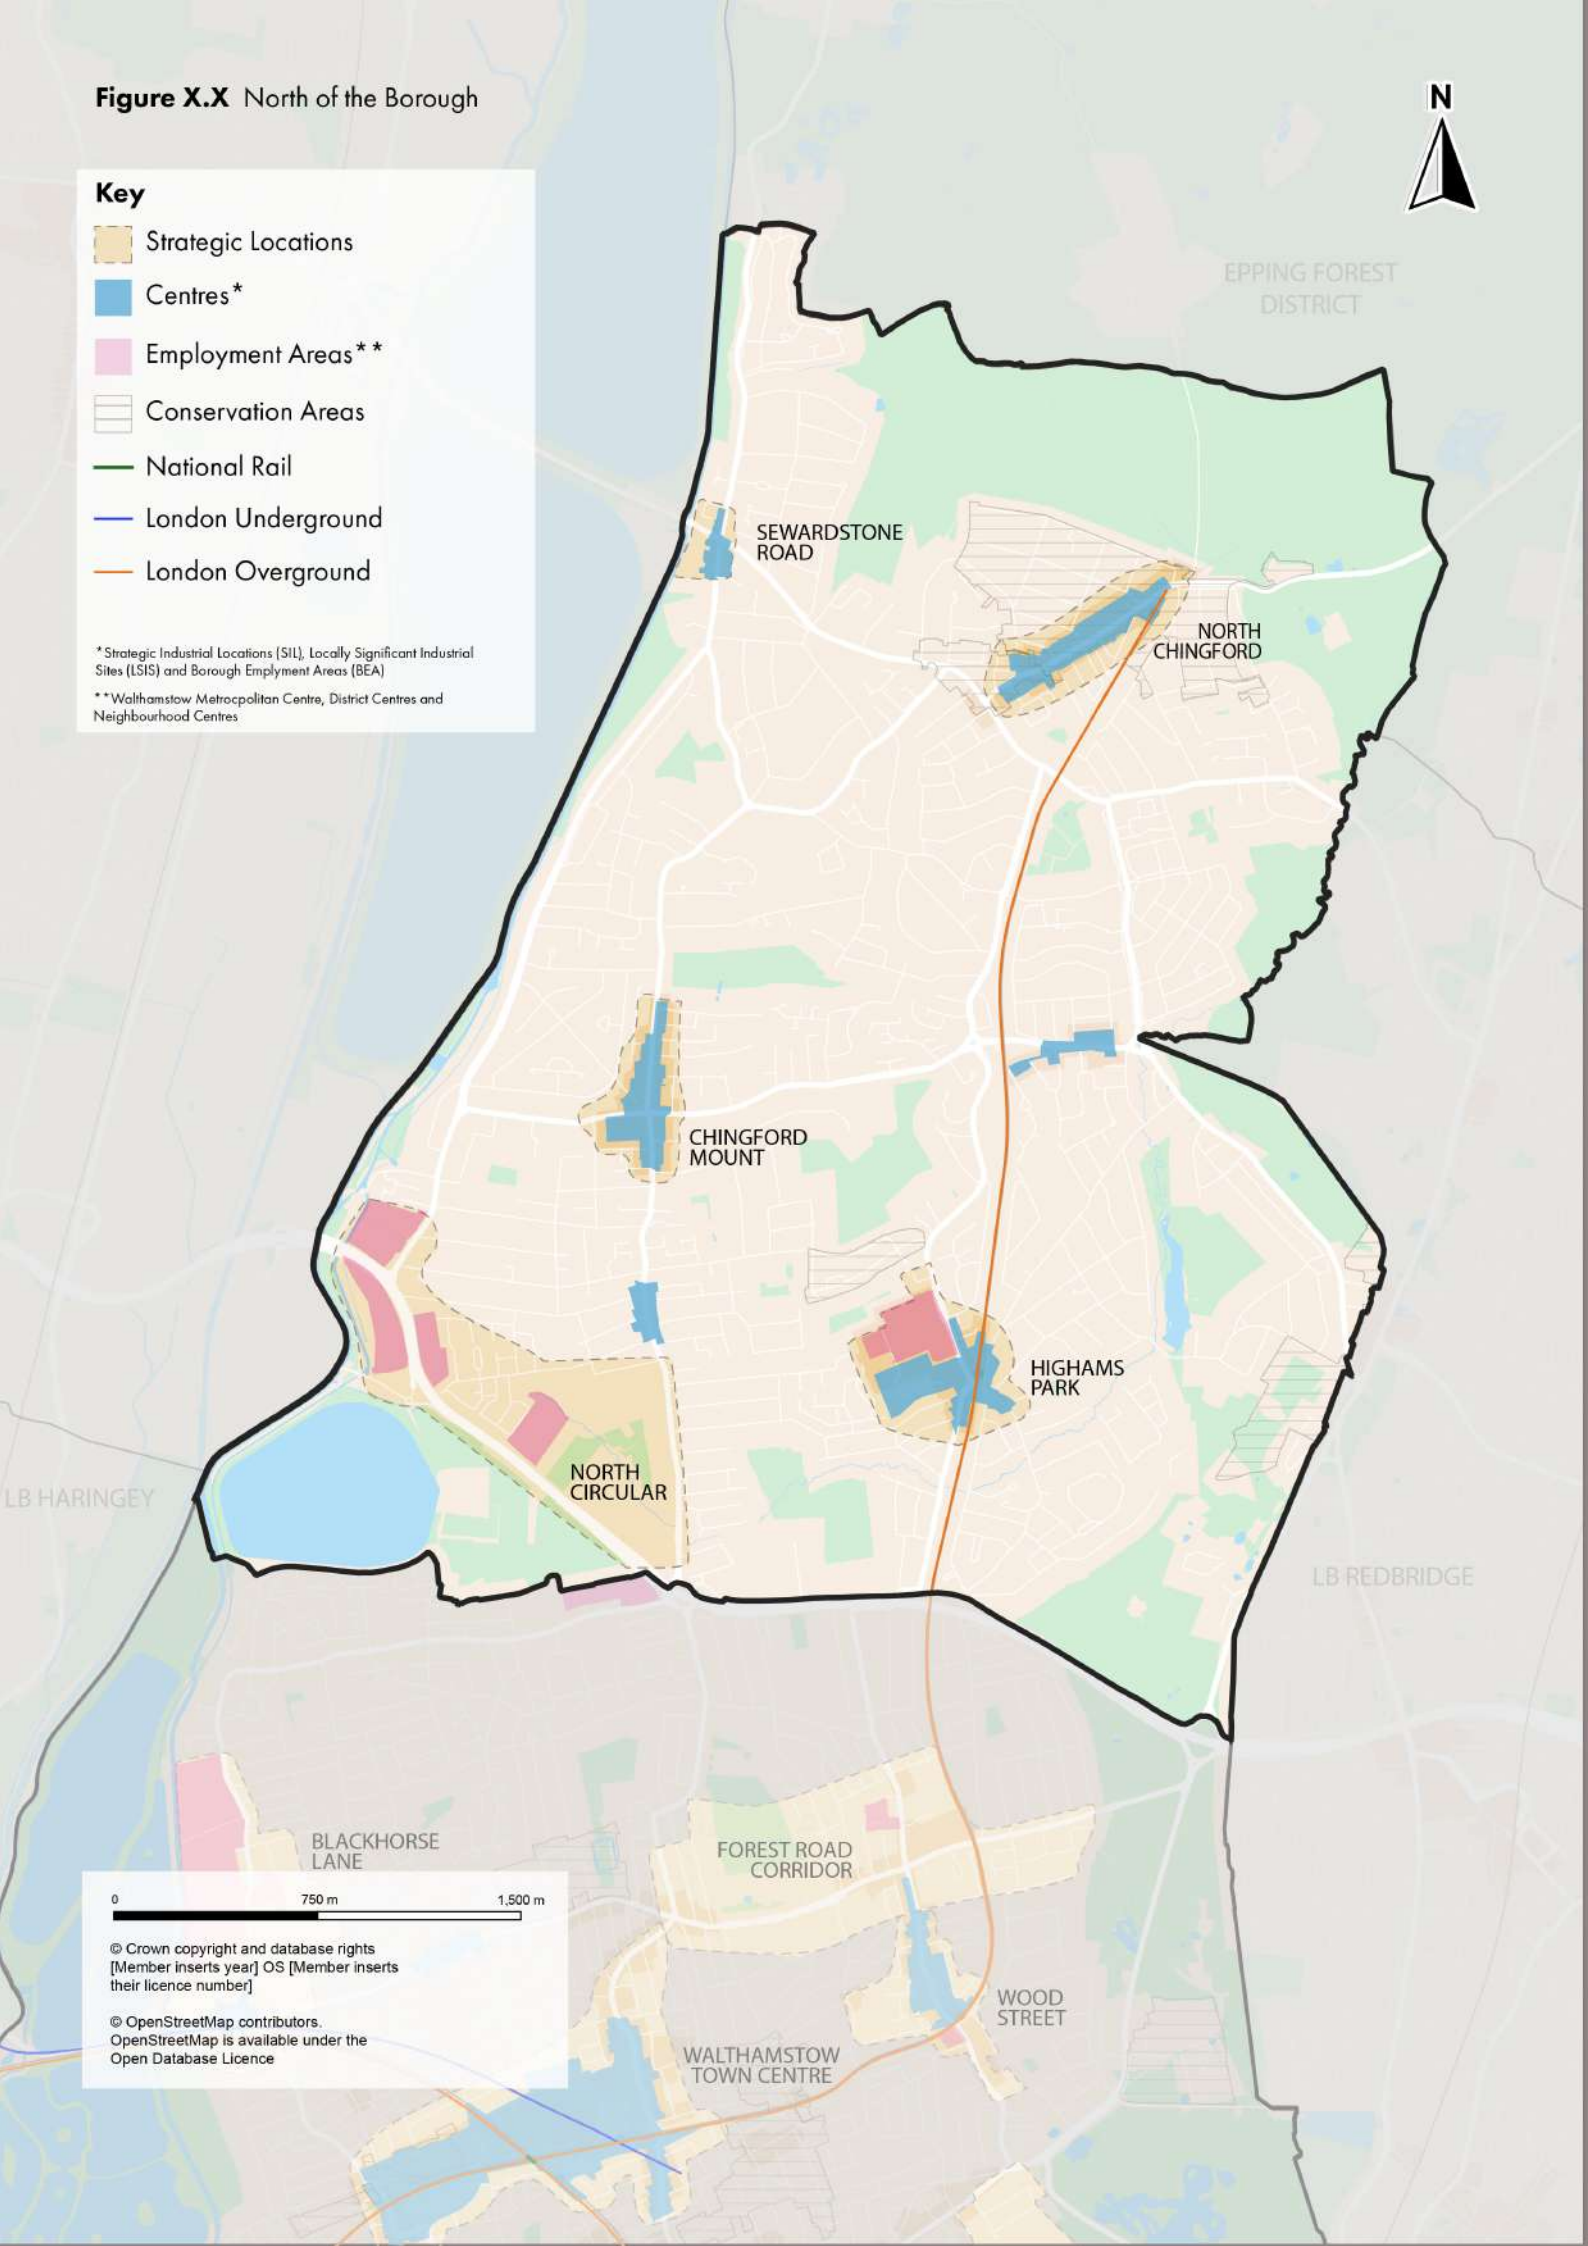 Figure X.X North of the Borough
N
Key
Strategic Locations
Centres*
Employment Areas**
Conservation Areas
National Rail
London Underground
London Overground
*Strategic Industrial Locations (SIL), Locally Significant Industrial
Sites (LSIS) and Borough Emplyment Areas (BEA)
**Walthamstow Metrocpolitan Centre, District Centres and
Neighbourhood Centres
EPPING FOREST
DISTRICT
SEWARDSTONE
ROAD
NORTH
CHINGFORD
CHINGFORD
MOUNT
HIGHAMS
PARK
NORTH
CIRCULAR
LB HARINGEY
LB REDBRIDGE
BLACKHORSE
LANE
FOREST ROAD
CORRIDOR
WOOD
STREET
WALTHAMSTOW
TOWN CENTRE
0 750 m 1,500 m
© Crown copyright and database rights
[Member inserts year] OS [Member inserts
their licence number]
© OpenStreetMap contributors.
OpenStreetMap is available under the
Open Database Licence